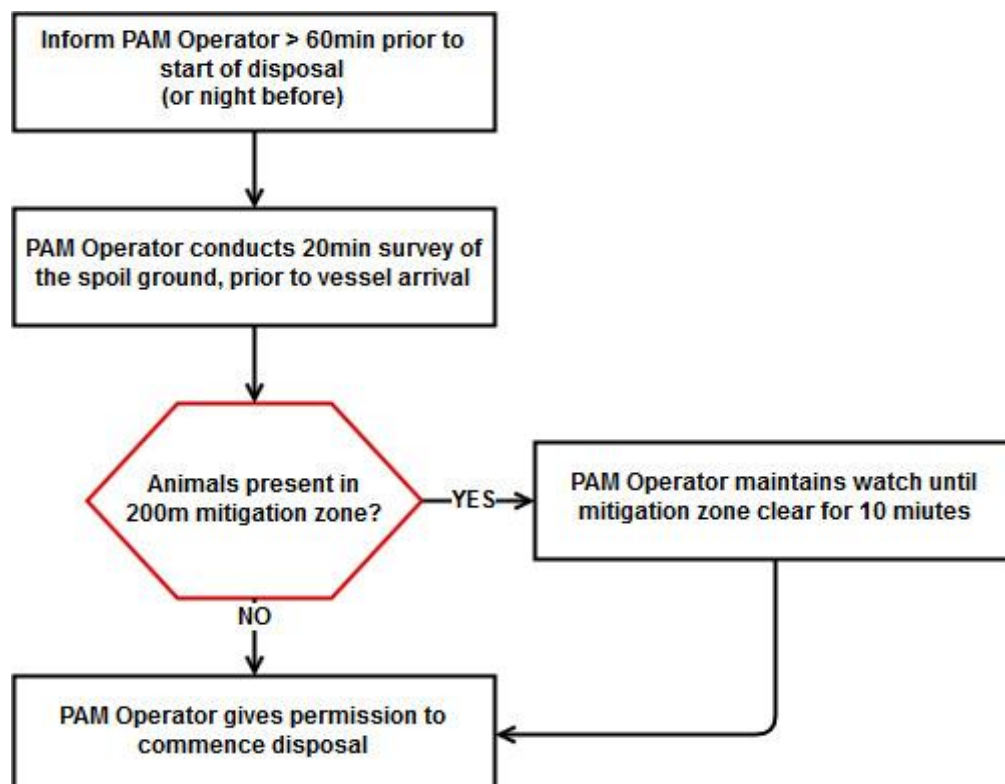 Inform PAM Operator > 60min prior to
start of disposal
(or night before)
PAM Operator conducts 20min survey of
the spoil ground, prior to vessel arrival
Animals present in
200m mitigation zone?
YES
PAM Operator maintains watch until
mitigation zone clear for 10 miutes
NO
PAM Operator gives permission to
commence disposal